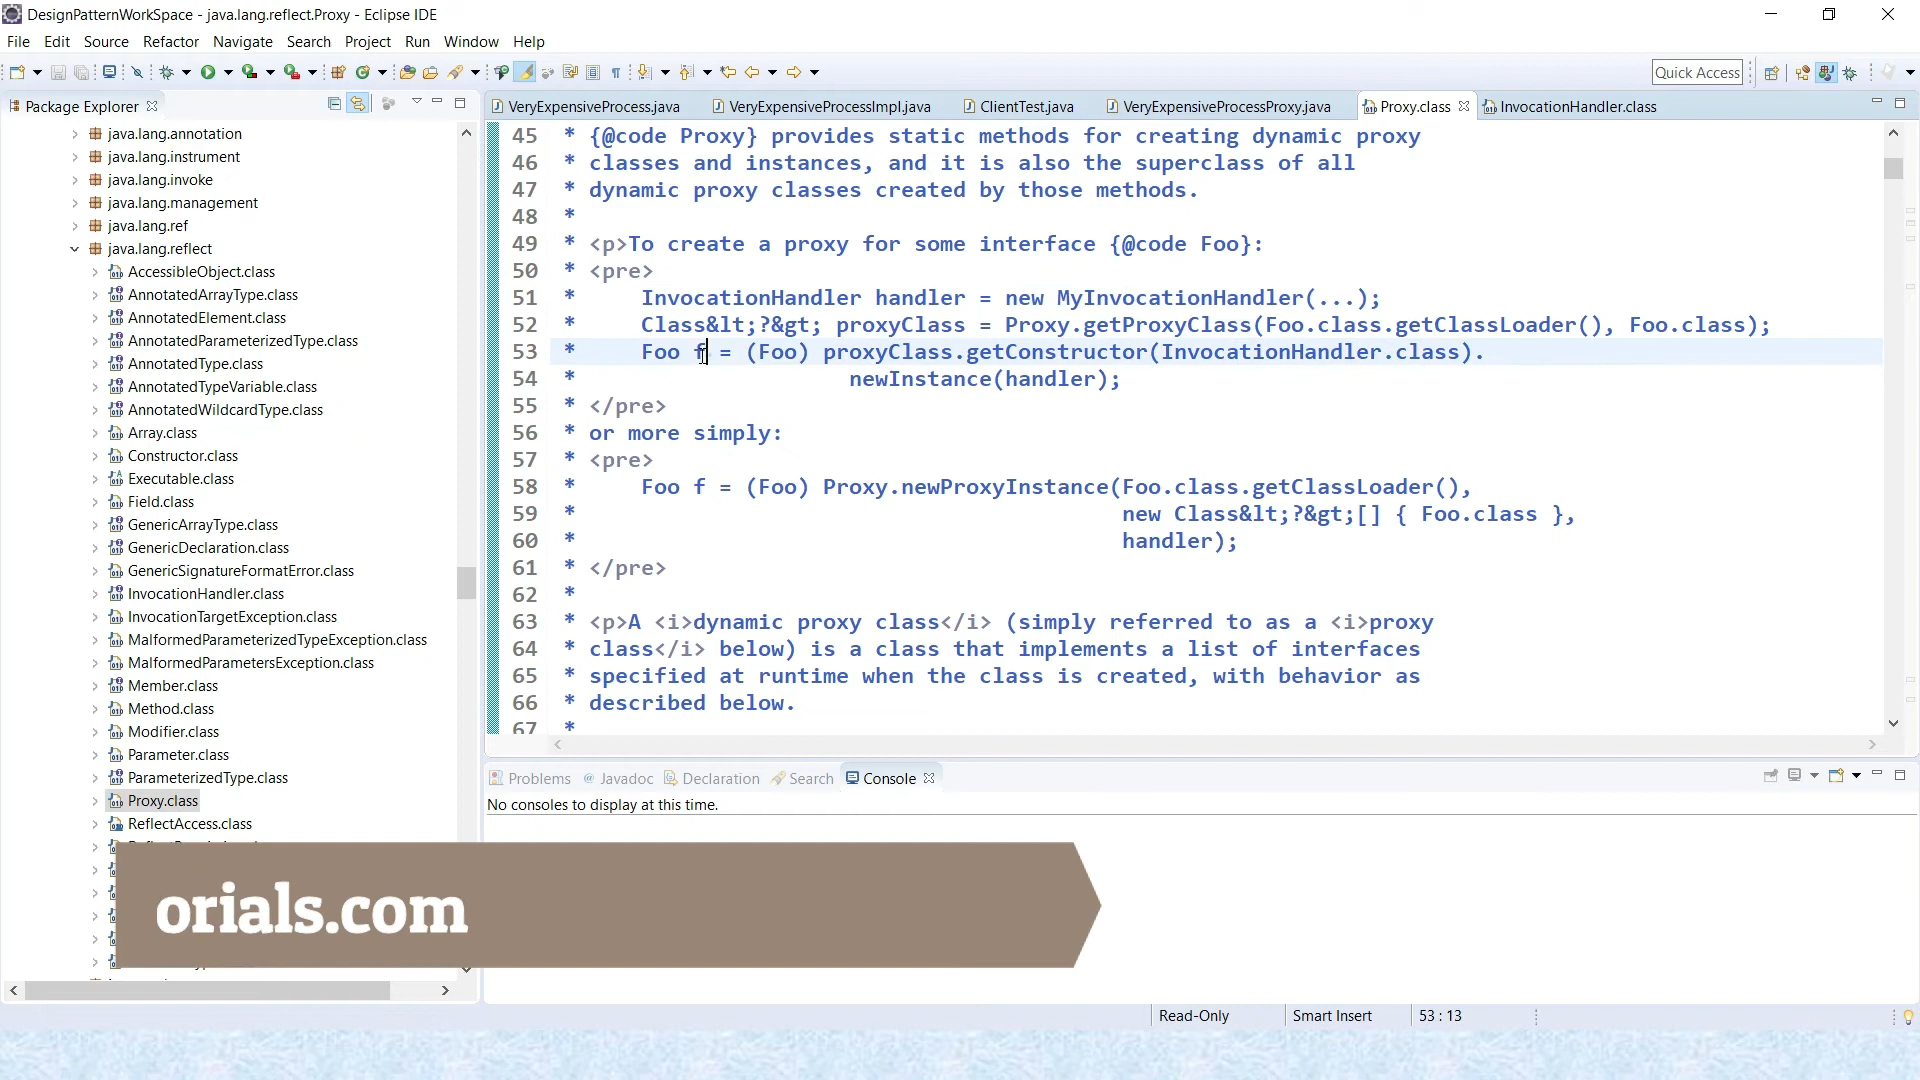 DesignPatternWorkSpace - java.lang.reflect.Proxy - Eclipse IDE
File Edit Source Refactor Navigate Search Project Run Window Help
Quick Access
Package Explorer
VeryExpensiveProcess.java VeryExpensiveProcessImpl.java ClientTest.java VeryExpensiveProcessProxy.java Proxy.class InvocationHandler.class
java.lang.annotation
java.lang.instrument
java.lang.invoke
java.lang.management
java.lang.ref
java.lang.reflect
AccessibleObject.class
AnnotatedArrayType.class
AnnotatedElement.class
AnnotatedParameterizedType.class
AnnotatedType.class
AnnotatedTypeVariable.class
AnnotatedWildcardType.class
Array.class
Constructor.class
Executable.class
Field.class
GenericArrayType.class
GenericDeclaration.class
GenericSignatureFormatError.class
InvocationHandler.class
InvocationTargetException.class
MalformedParameterizedTypeException.class
MalformedParametersException.class
Member.class
Method.class
Modifier.class
Parameter.class
ParameterizedType.class
Proxy.class
ReflectAccess.class
45 * {@code Proxy} provides static methods for creating dynamic proxy
46 * classes and instances, and it is also the superclass of all
47 * dynamic proxy classes created by those methods.
48 *
49 * <p>To create a proxy for some interface {@code Foo}:
50 * <pre>
51 * InvocationHandler handler = new MyInvocationHandler(...);
52 * Class&lt;?&gt; proxyClass = Proxy.getProxyClass(Foo.class.getClassLoader(), Foo.class);
53 * Foo f = (Foo) proxyClass.getConstructor(InvocationHandler.class).
54 * newInstance(handler);
55 * </pre>
56 * or more simply:
57 * <pre>
58 * Foo f = (Foo) Proxy.newProxyInstance(Foo.class.getClassLoader(),
59 * new Class&lt;?&gt;[] { Foo.class },
60 * handler);
61 * </pre>
62 *
63 * <p>A <i>dynamic proxy class</i> (simply referred to as a <i>proxy
64 * class</i> below) is a class that implements a list of interfaces
65 * specified at runtime when the class is created, with behavior as
66 * described below.
67 *
Problems Javadoc Declaration Search Console
No consoles to display at this time.
orials.com
Read-Only Smart Insert 53 : 13